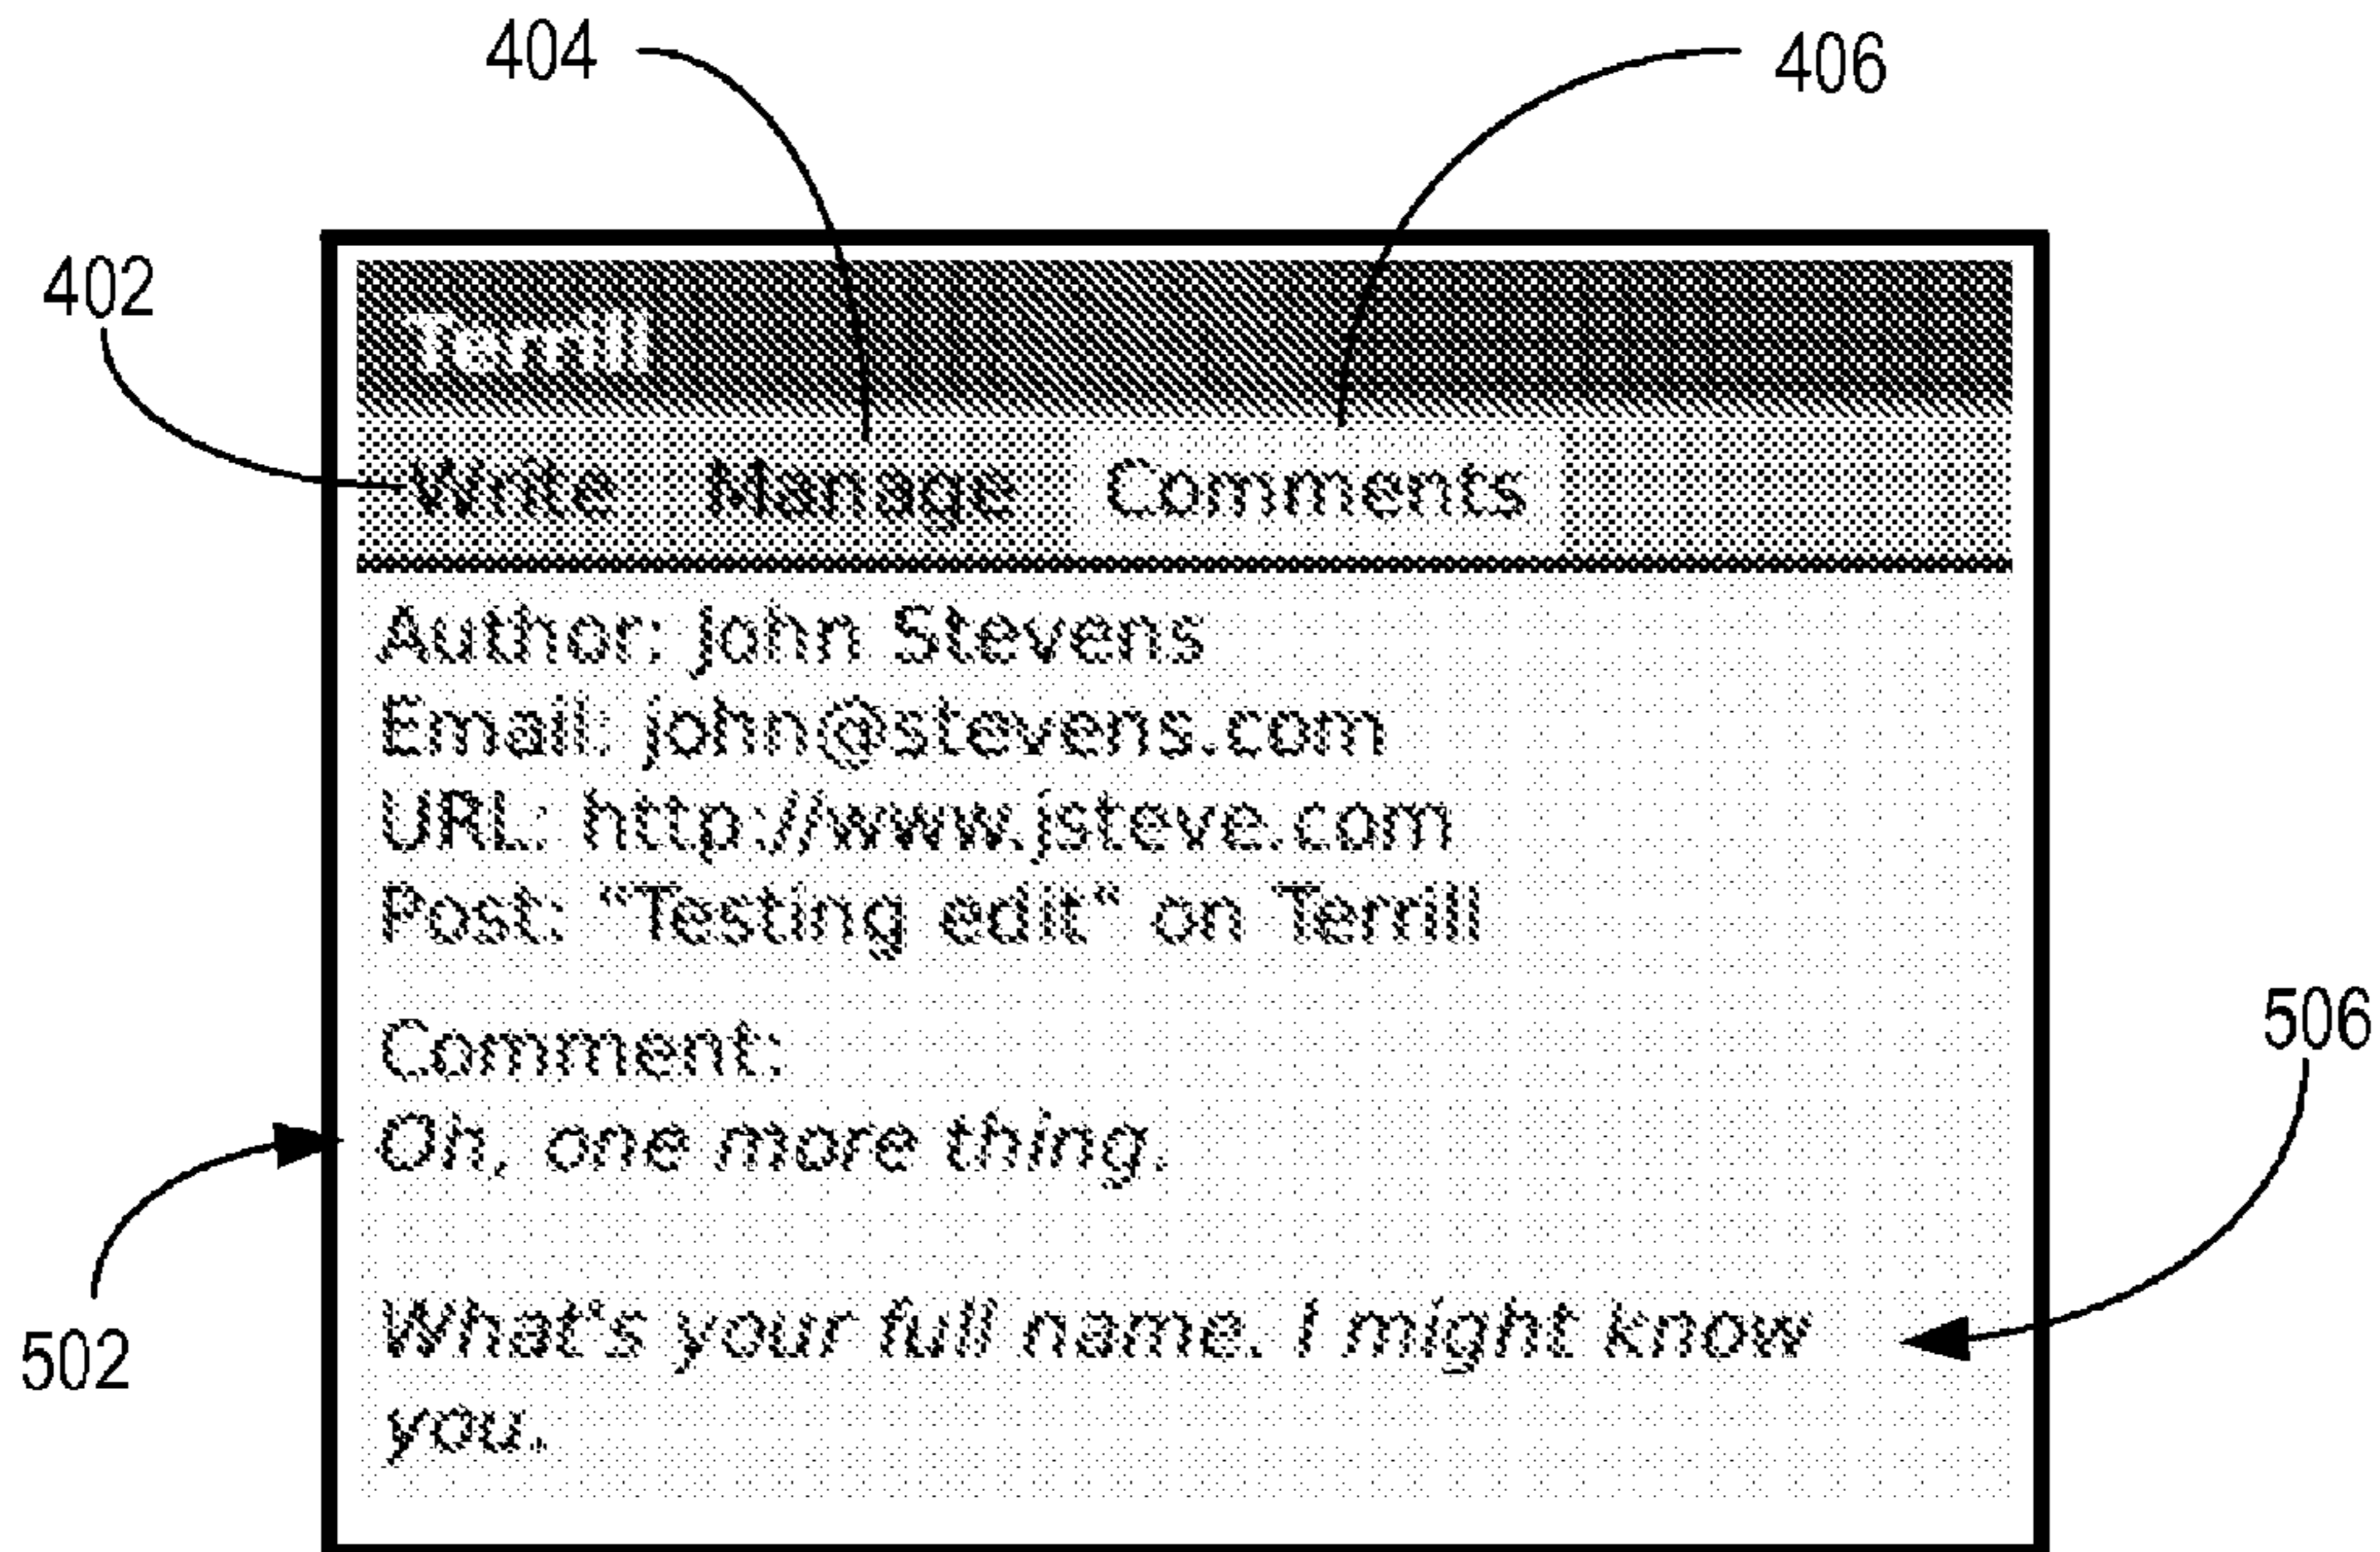 404
406
402
Terrill
Write Manage Comments
Author: John Stevens
Email: john@stevens.com
URL: http://www.jsteve.com
Post: "Testing edit" on Terrill
506
Comment:
Oh, one more thing.
502
What's your full name. I might know
you.